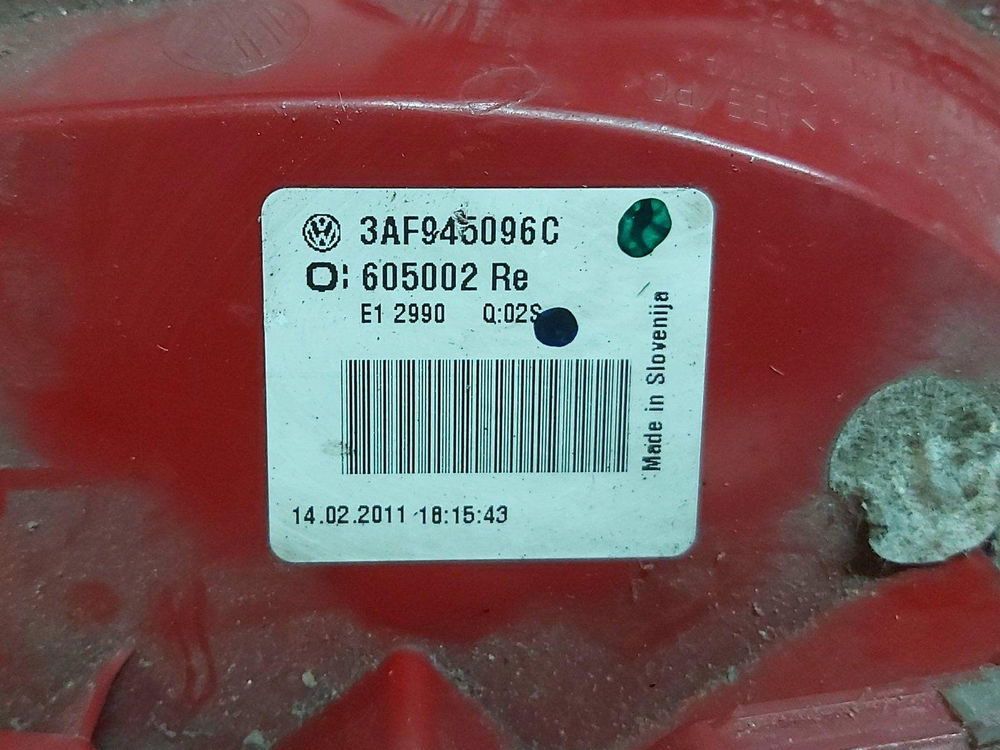 3AF945096C
605002 Re
E1 2990 Q:02S
Made in Slovenija
14.02.2011 18:15:43